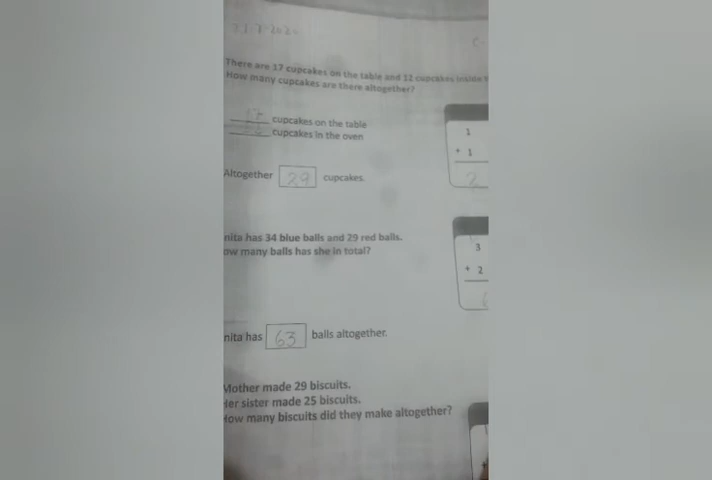 There are 17 cupcakes on the table and 12 cupcakes inside
How many cupcakes are there altogether?
17 cupcakes on the table
cupcakes in the oven
1
+ 1
2
Altogether 29 cupcakes.
nita has 34 blue balls and 29 red balls.
ow many balls has she in total?
3
+ 2
nita has 63 balls altogether.
Mother made 29 biscuits.
Her sister made 25 biscuits.
How many biscuits did they make altogether?